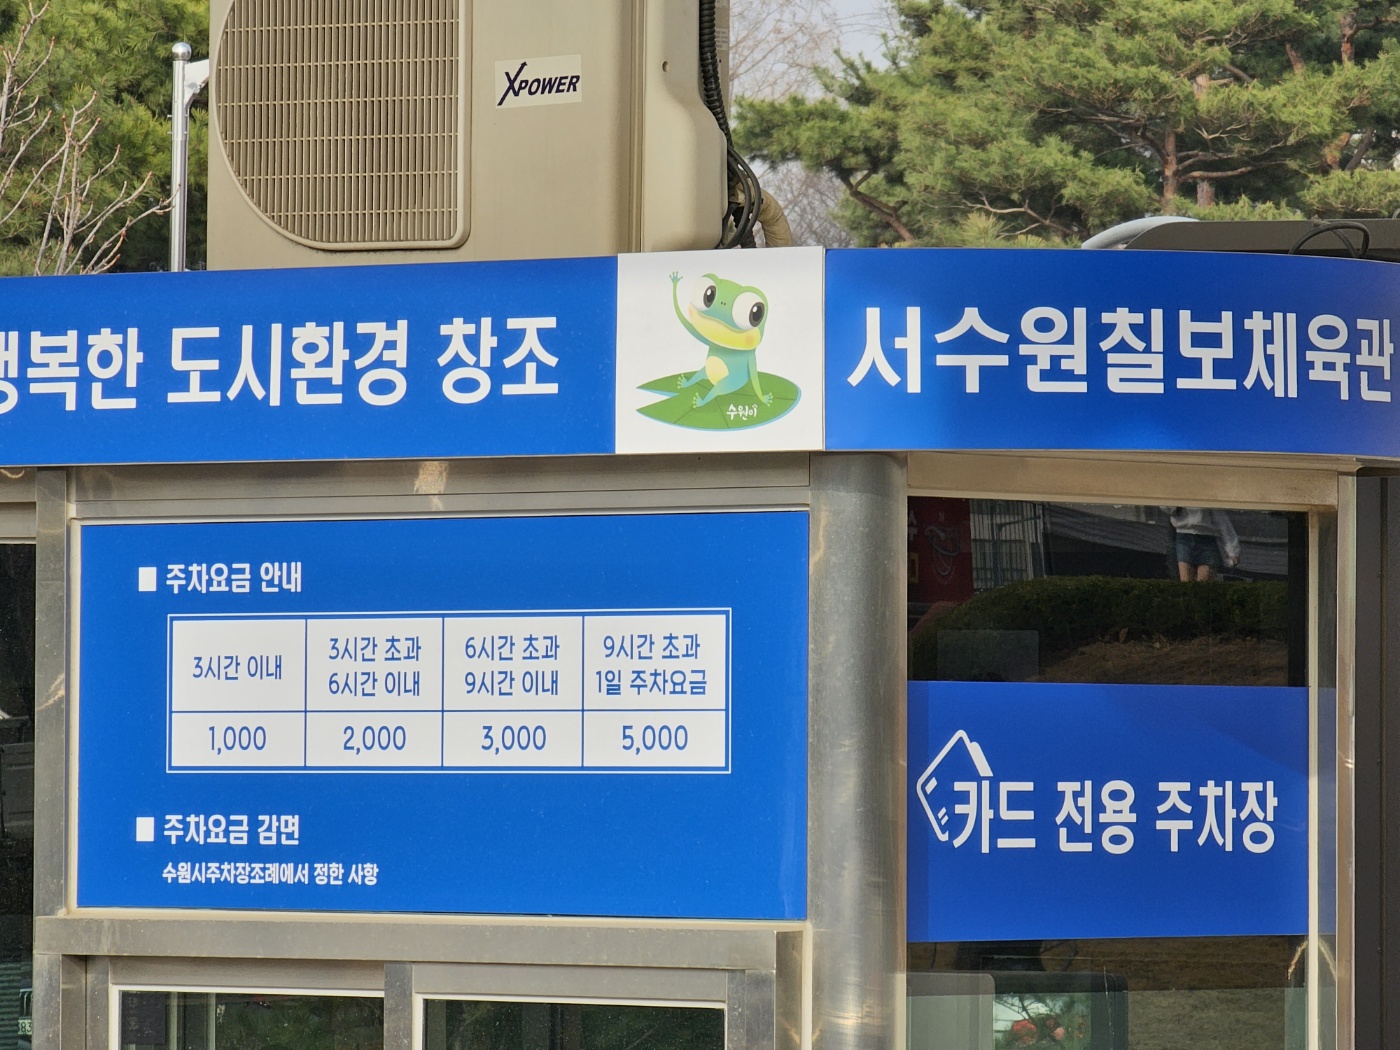 XPOWER
행복한 도시환경 창조
수원이
서수원칠보체육관
■ 주차요금 안내
3시간 이내
3시간 초과
6시간 이내
6시간 초과
9시간 이내
9시간 초과
1일 주차요금
1,000
2,000
3,000
5,000
■ 주차요금 감면
수원시주차장조례에서 정한 사항
카드 전용 주차장